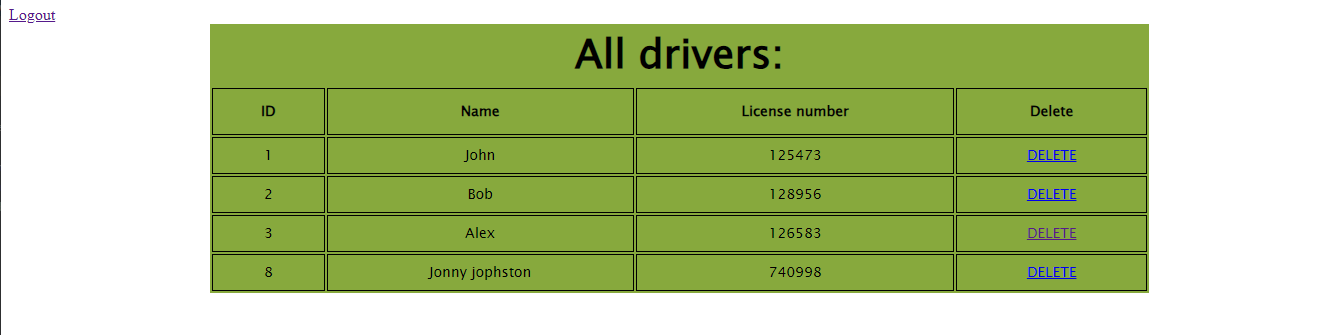 Logout
All drivers:
ID Name License number Delete
1 John 125473 DELETE
2 Bob 128956 DELETE
3 Alex 126583 DELETE
8 Jonny jophston 740998 DELETE